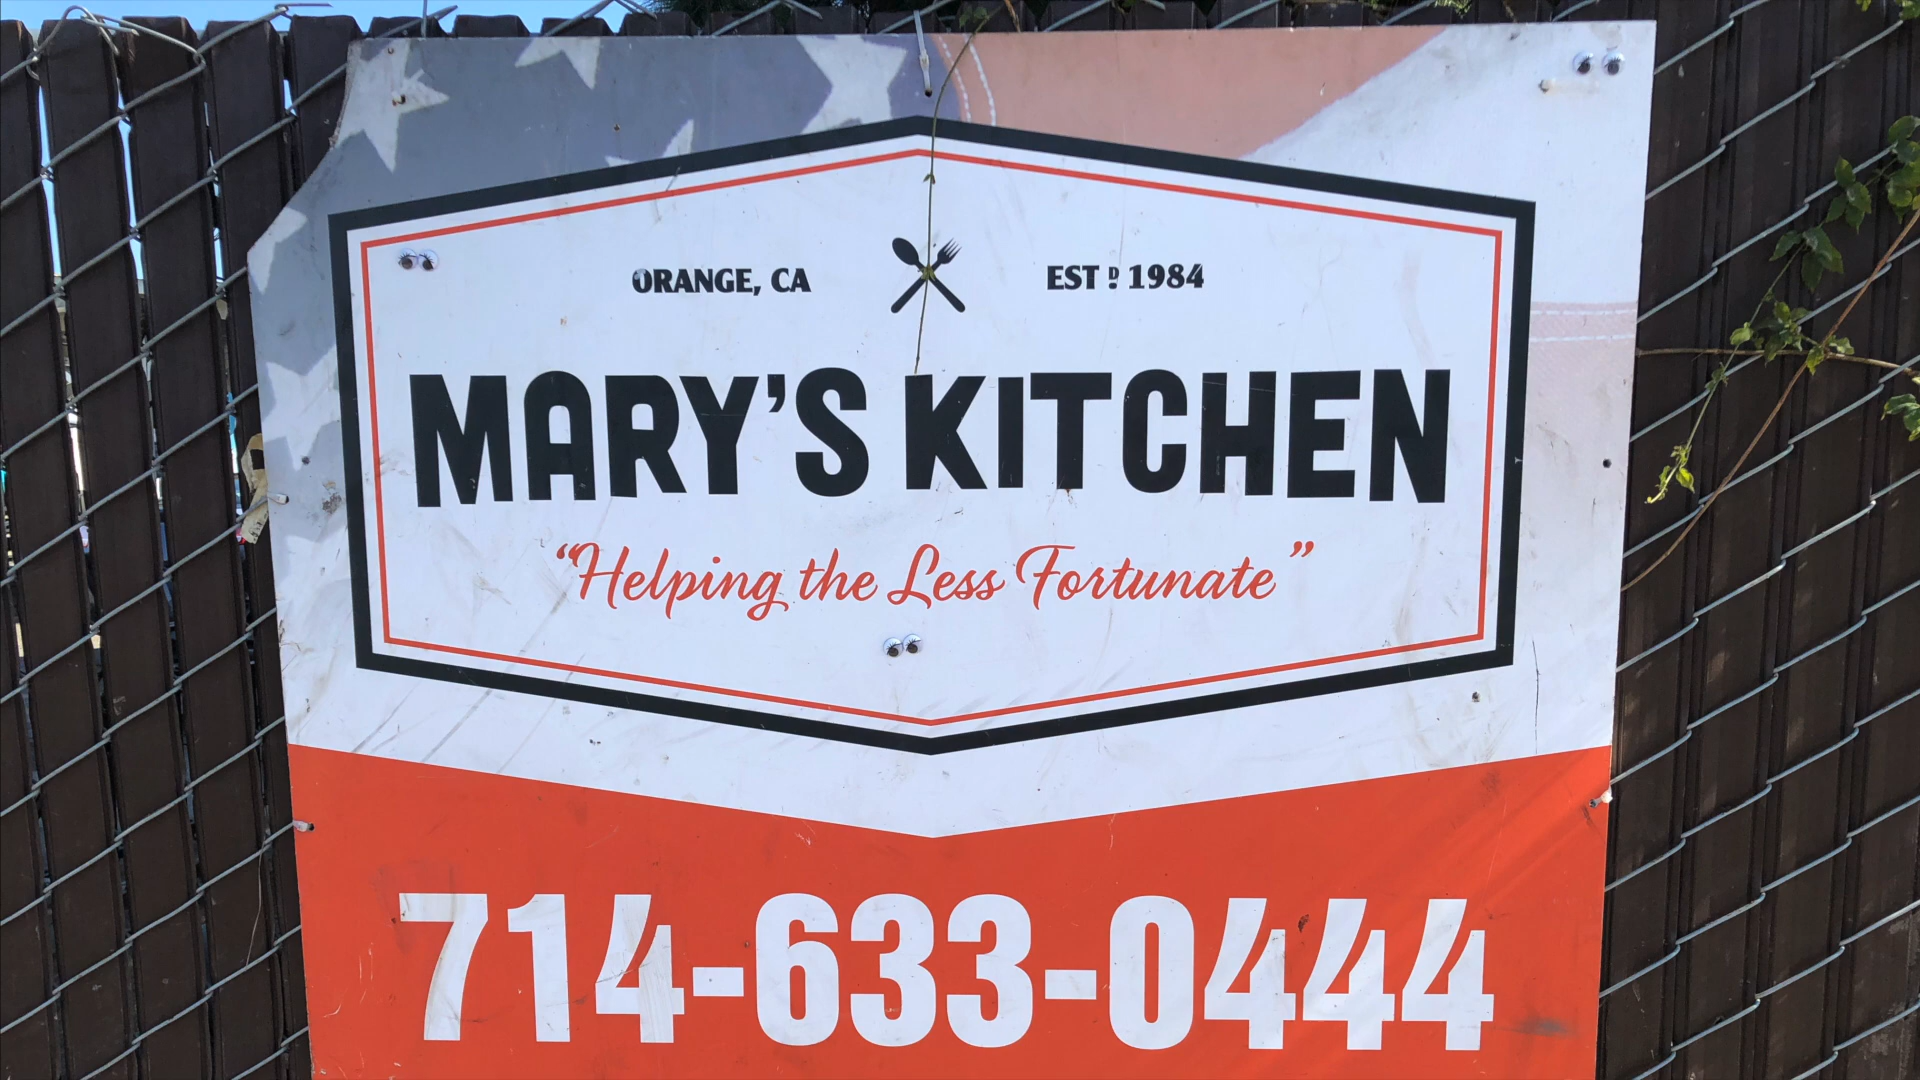 ORANGE, CA EST D 1984
MARY'S KITCHEN
“Helping the Less Fortunate”
714-633-0444